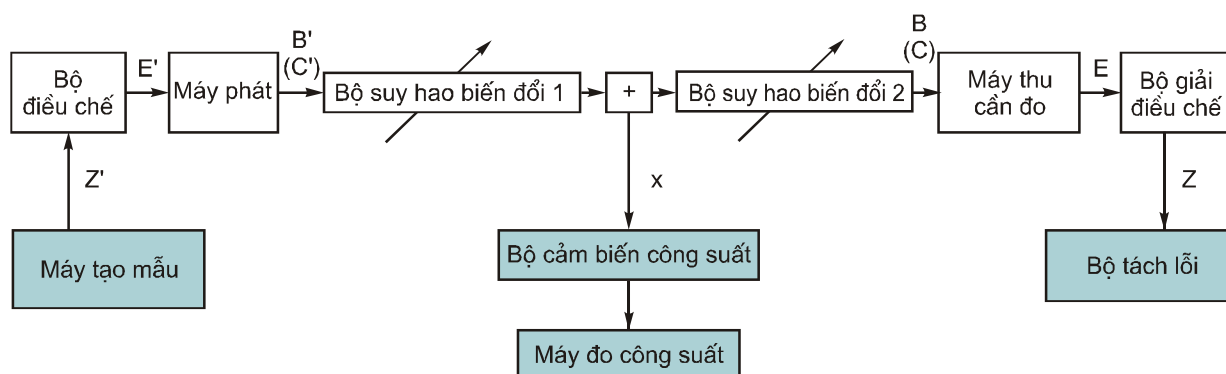 Bộ
điều chế
E'
Máy phát
B'
(C')
Bộ suy hao biến đổi 1
+
Bộ suy hao biến đổi 2
B
(C)
Máy thu
cần đo
E
Bộ giải
điều chế
Z'
x
Z
Máy tạo mẫu
Bộ cảm biến công suất
Bộ tách lỗi
Máy đo công suất